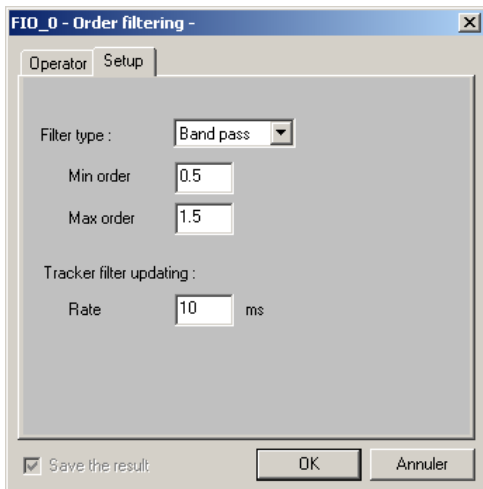 FIO_0 - Order filtering -
Operator Setup
Filter type : Band pass
Min order 0.5
Max order 1.5
Tracker filter updating :
Rate 10 ms
Save the result OK Annuler